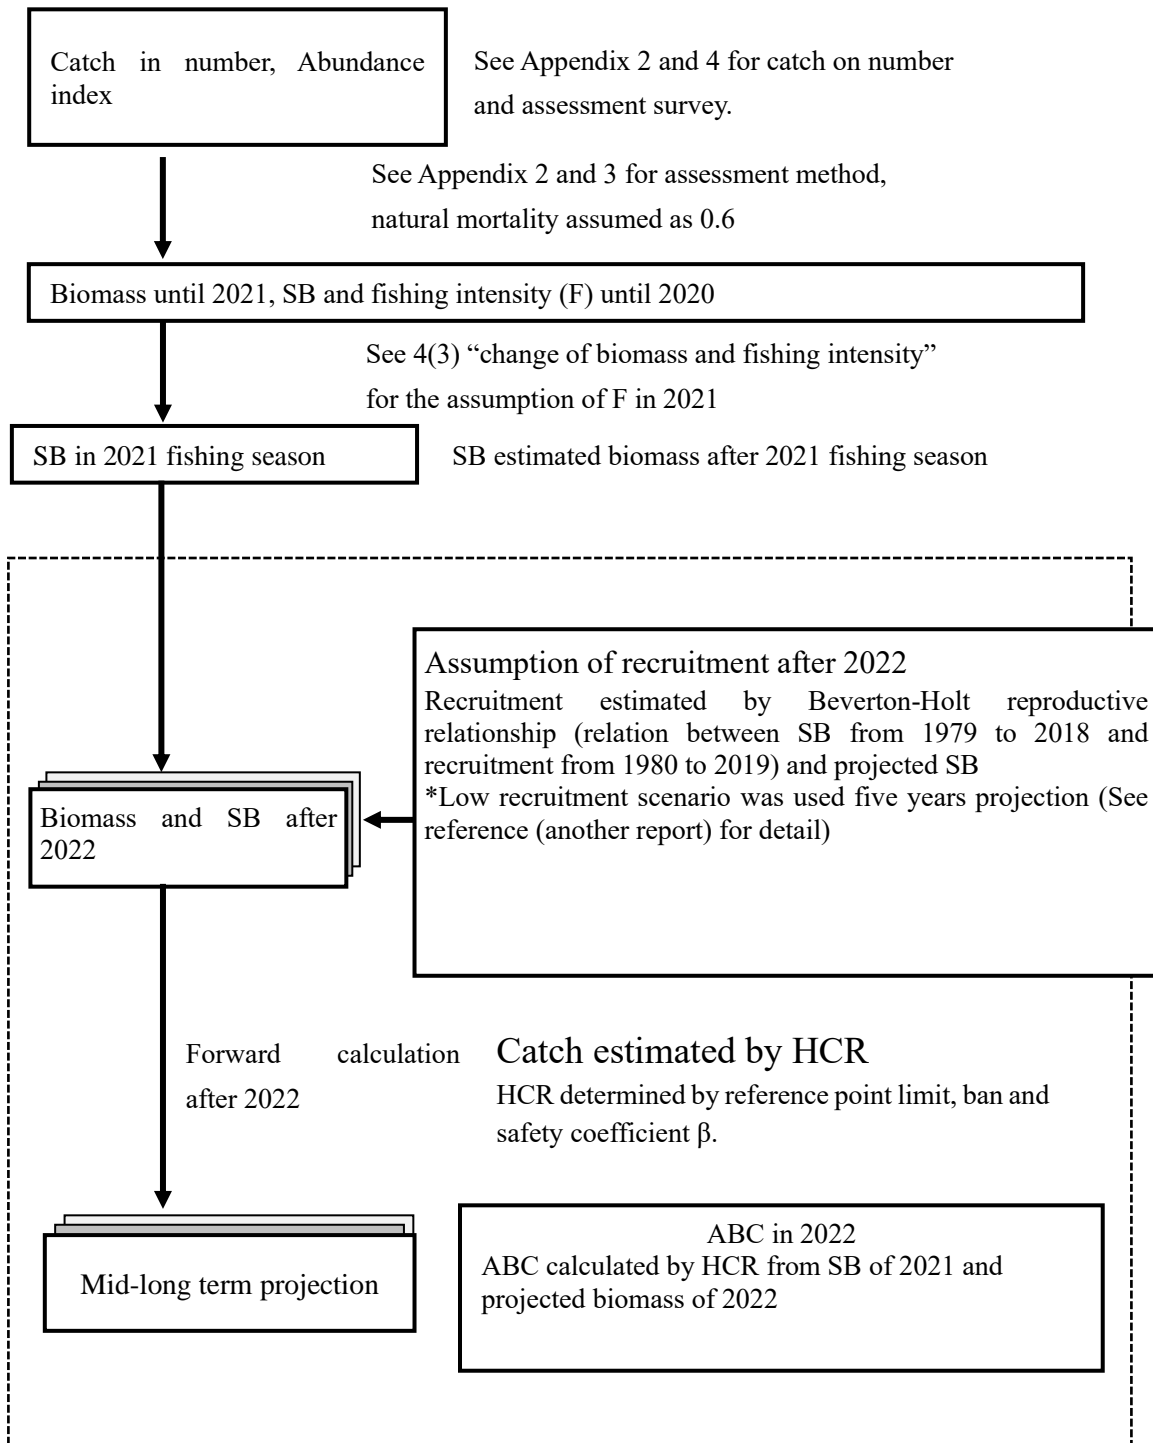 Catch in number, Abundance
index
See Appendix 2 and 4 for catch on number
and assessment survey.
See Appendix 2 and 3 for assessment method,
natural mortality assumed as 0.6
Biomass until 2021, SB and fishing intensity (F) until 2020
See 4(3) “change of biomass and fishing intensity”
for the assumption of F in 2021
SB in 2021 fishing season
SB estimated biomass after 2021 fishing season
Assumption of recruitment after 2022
Recruitment estimated by Beverton-Holt reproductive
relationship (relation between SB from 1979 to 2018 and
recruitment from 1980 to 2019) and projected SB
*Low recruitment scenario was used five years projection (See
reference (another report) for detail)
Biomass and SB after
2022
Forward calculation
after 2022
Catch estimated by HCR
HCR determined by reference point limit, ban and
safety coefficient β.
Mid-long term projection
ABC in 2022
ABC calculated by HCR from SB of 2021 and
projected biomass of 2022